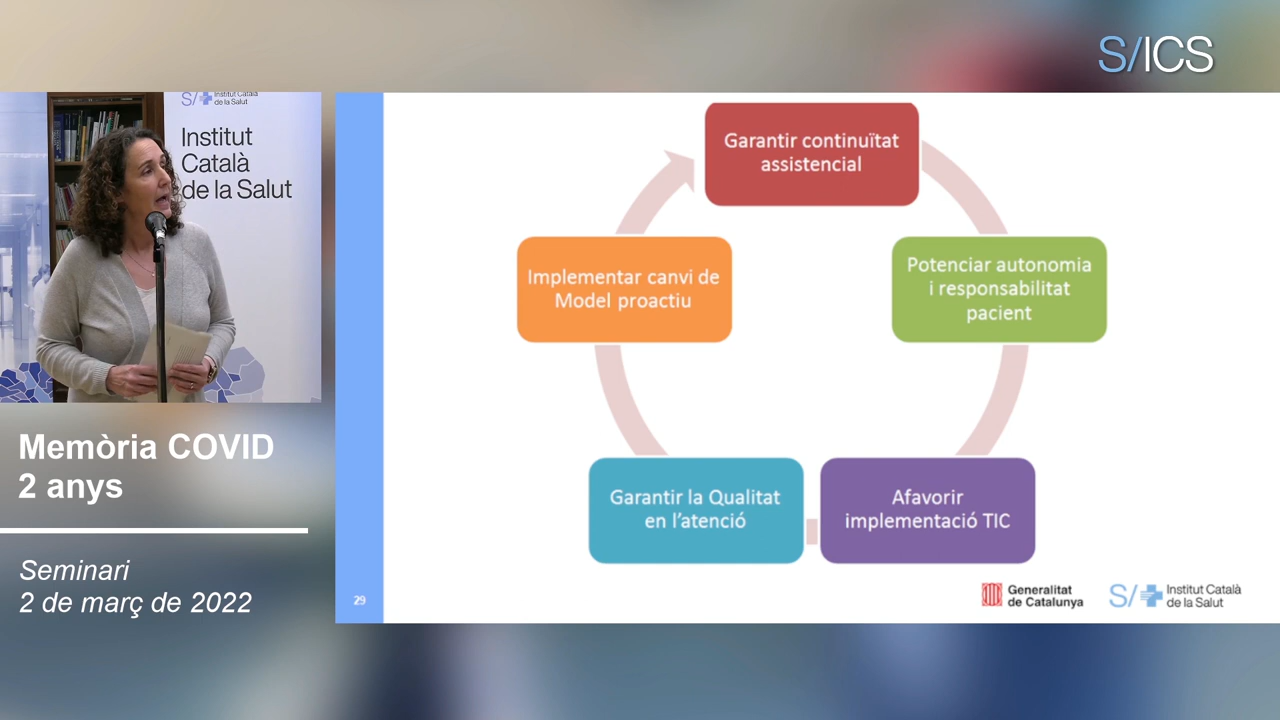 S/ICS
S/ Institut Català
de la Salut
Institut
Català
de la Salut
Memòria COVID
2 anys
Seminari
2 de març de 2022
Garantir continuïtat
assistencial
Potenciar autonomia
i responsabilitat
pacient
Afavorir
implementació TIC
Garantir la Qualitat
en l’atenció
Implementar canvi de
Model proactiu
29
Generalitat
de Catalunya
S/ Institut Català
de la Salut